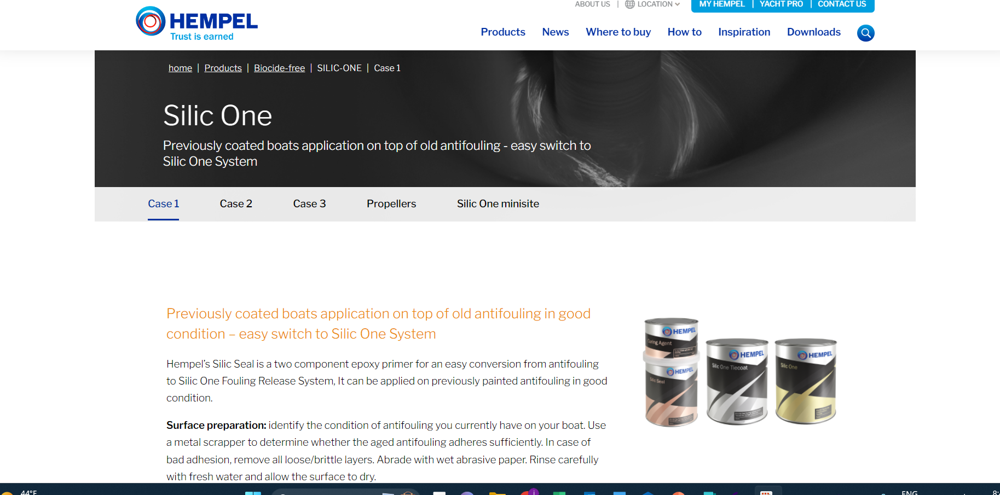 ABOUT US | LOCATION
MY HEMPEL | YACHT PRO | CONTACT US
HEMPEL
Trust is earned
Products News Where to buy How to Inspiration Downloads
home | Products | Biocide-free | SILIC-ONE | Case 1
Silic One
Previously coated boats application on top of old antifouling - easy switch to
Silic One System
Case 1 Case 2 Case 3 Propellers Silic One minisite
Previously coated boats application on top of old antifouling in good
condition – easy switch to Silic One System
Hempel’s Silic Seal is a two component epoxy primer for an easy conversion from antifouling
to Silic One Fouling Release System, It can be applied on previously painted antifouling in good
condition.
Surface preparation: identify the condition of antifouling you currently have on your boat. Use
a metal scrapper to determine whether the aged antifouling adheres sufficiently. In case of
bad adhesion, remove all loose/brittle layers. Abrade with wet abrasive paper. Rinse carefully
with fresh water and allow the surface to dry.
HEMPEL
Curing Agent
HEMPEL
Silic Seal
HEMPEL
Silic One Tiecoat
HEMPEL
Silic One
44°F
ENG